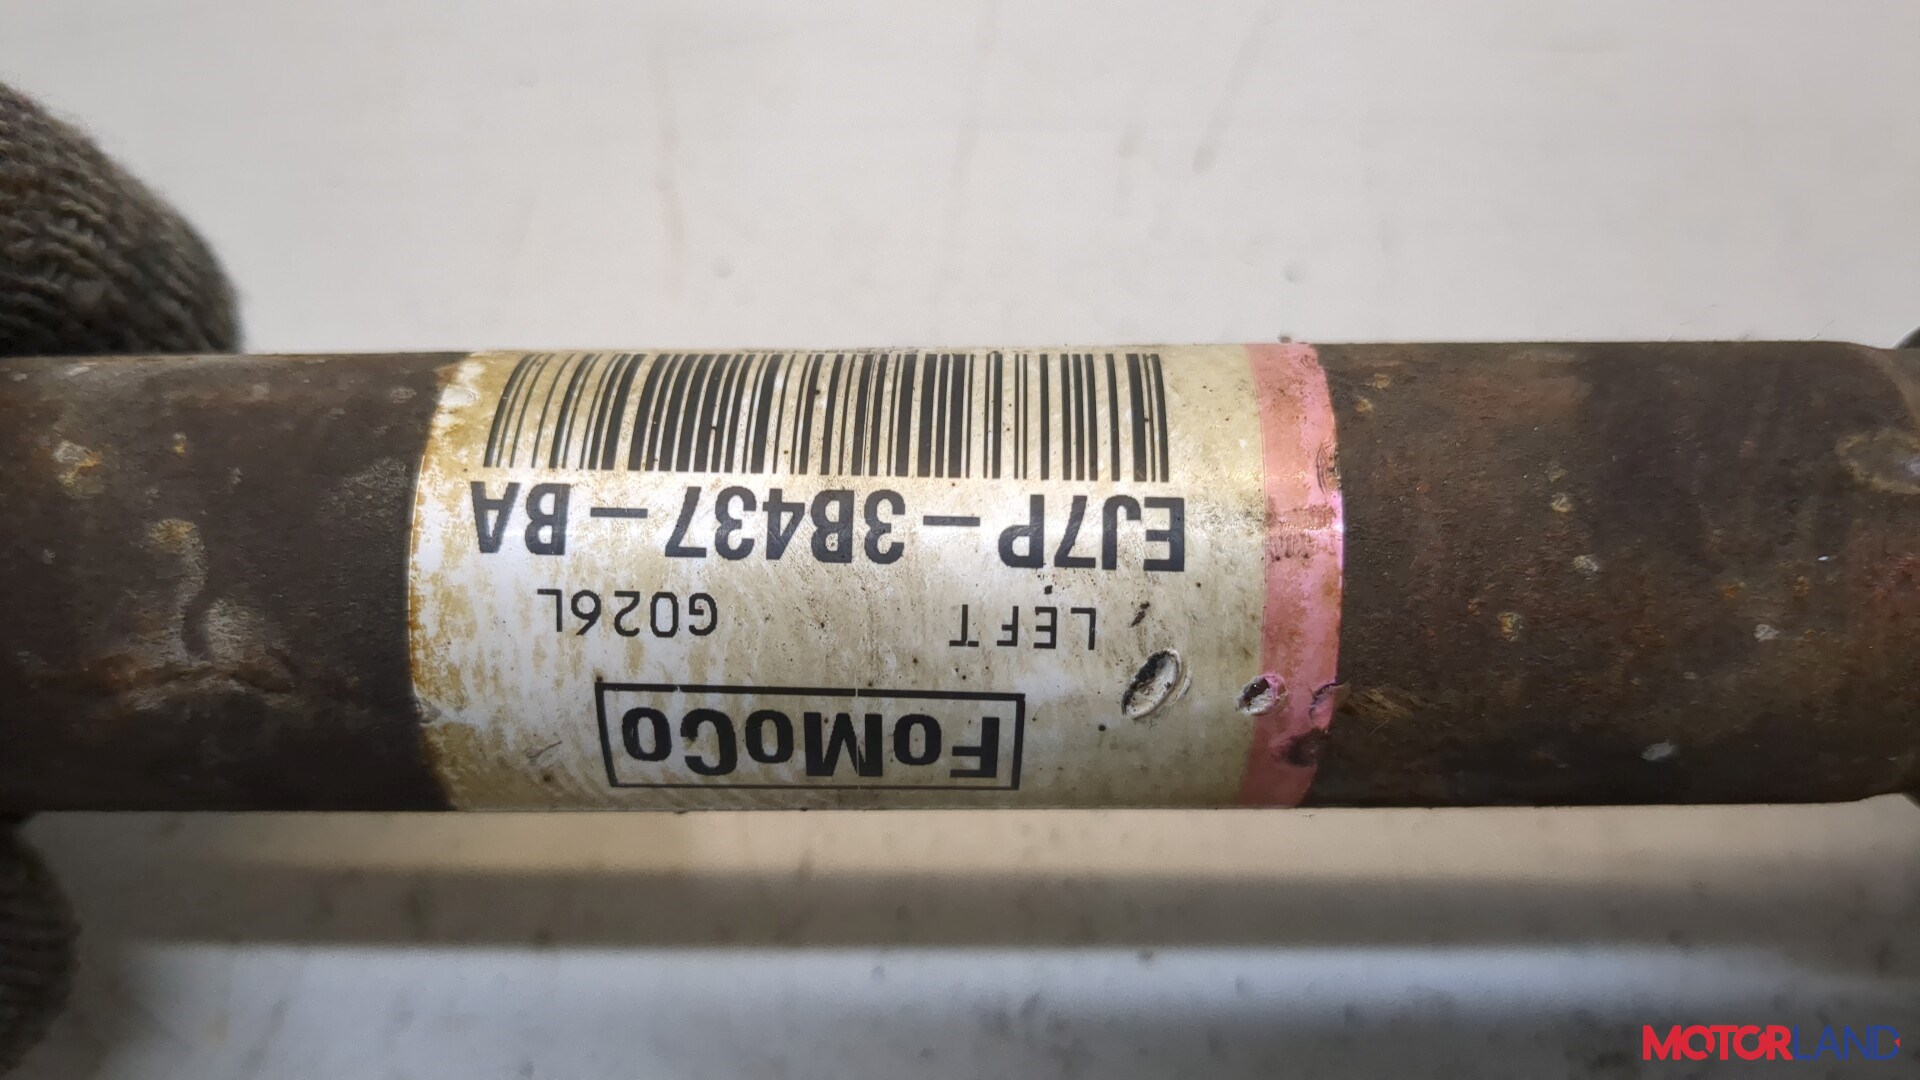 FoMoCo
LEFT G026L
EJ7P-3B437-BA
MOTORLAND